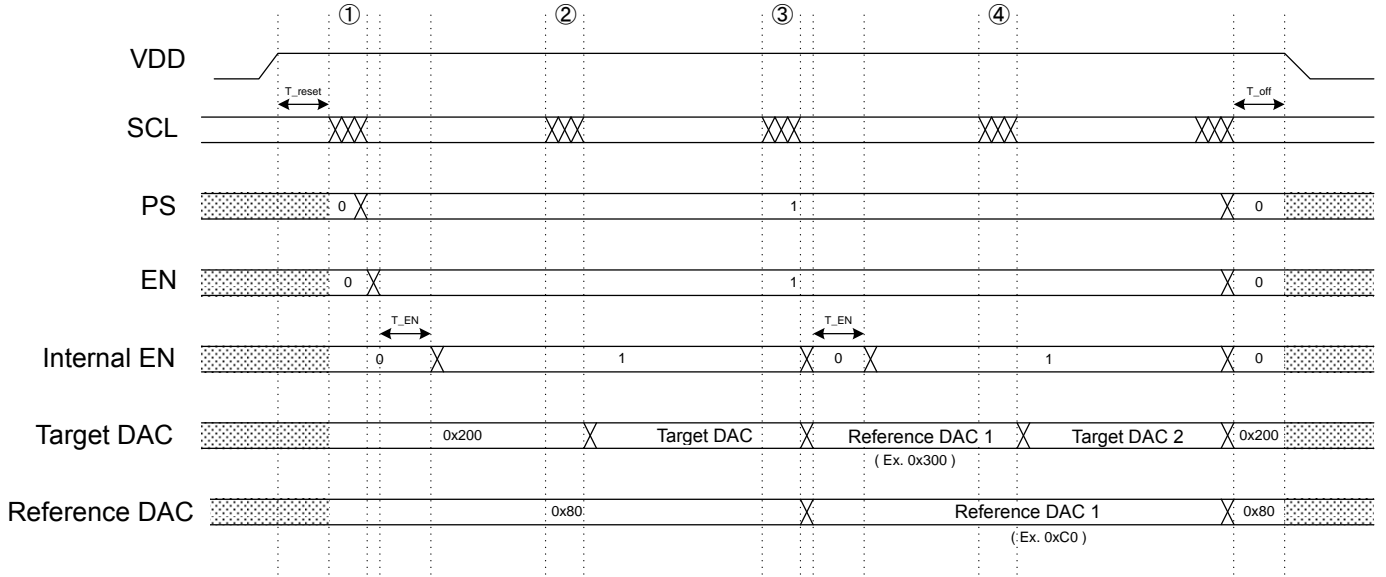 ① ② ③ ④
VDD
T_reset T_off
SCL
PS 0 1 0
EN 0 1 0
T_EN T_EN
Internal EN 0 1 0 1 0
Target DAC 0x200 Target DAC Reference DAC 1 Target DAC 2 0x200
( Ex. 0x300 )
Reference DAC 0x80 Reference DAC 1 0x80
( Ex. 0xC0 )